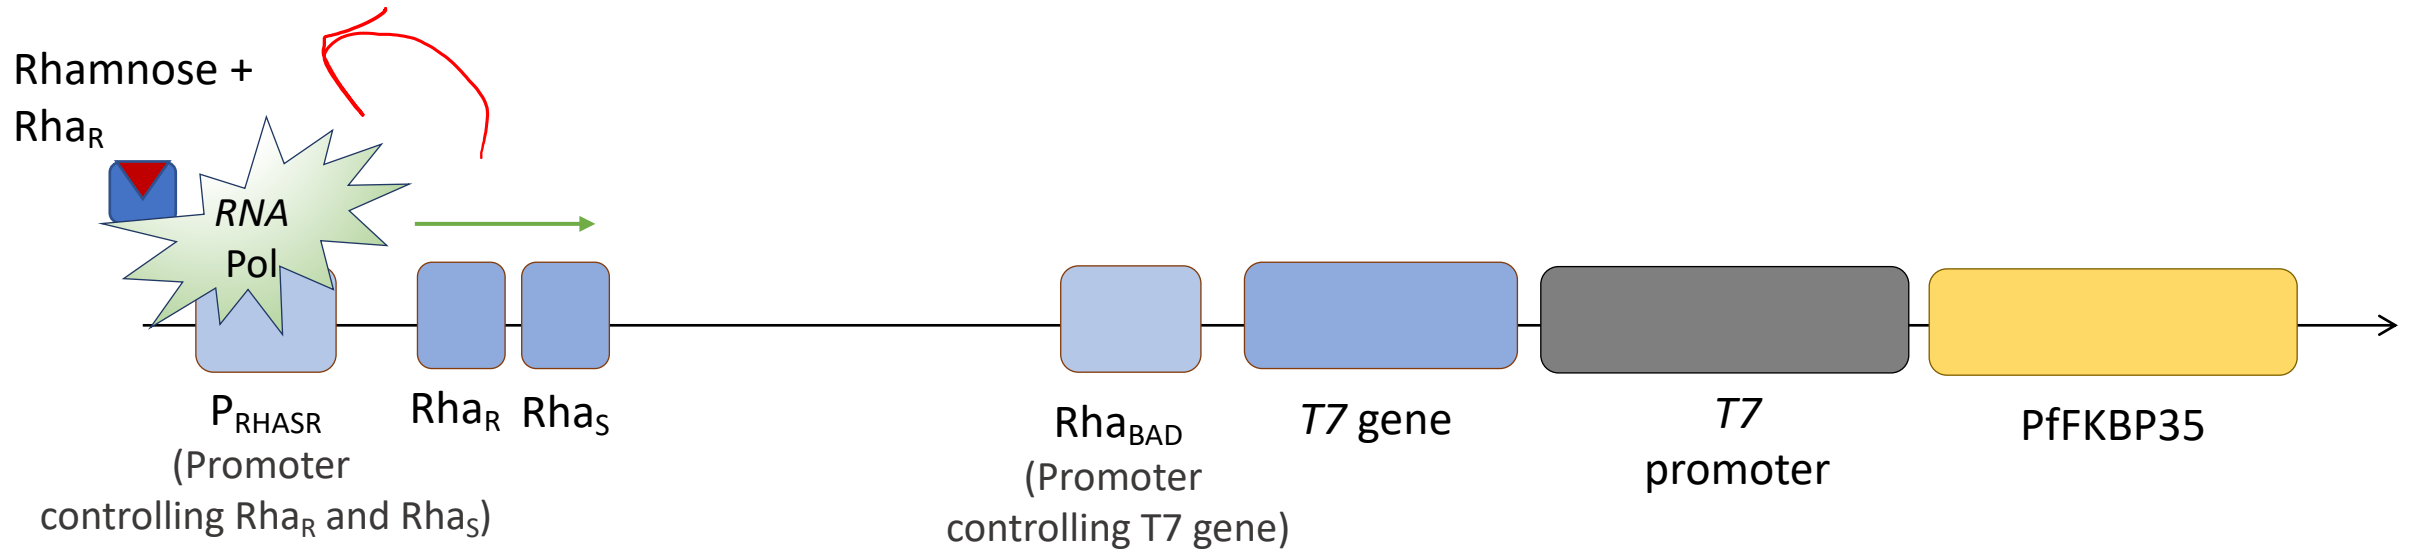 Rhamnose +
RhaR
RNA
Pol
PRHASR
(Promoter
controlling RhaR and RhaS)
RhaR
RhaS
RhaBAD
(Promoter
controlling T7 gene)
T7 gene
T7
promoter
PfFKBP35